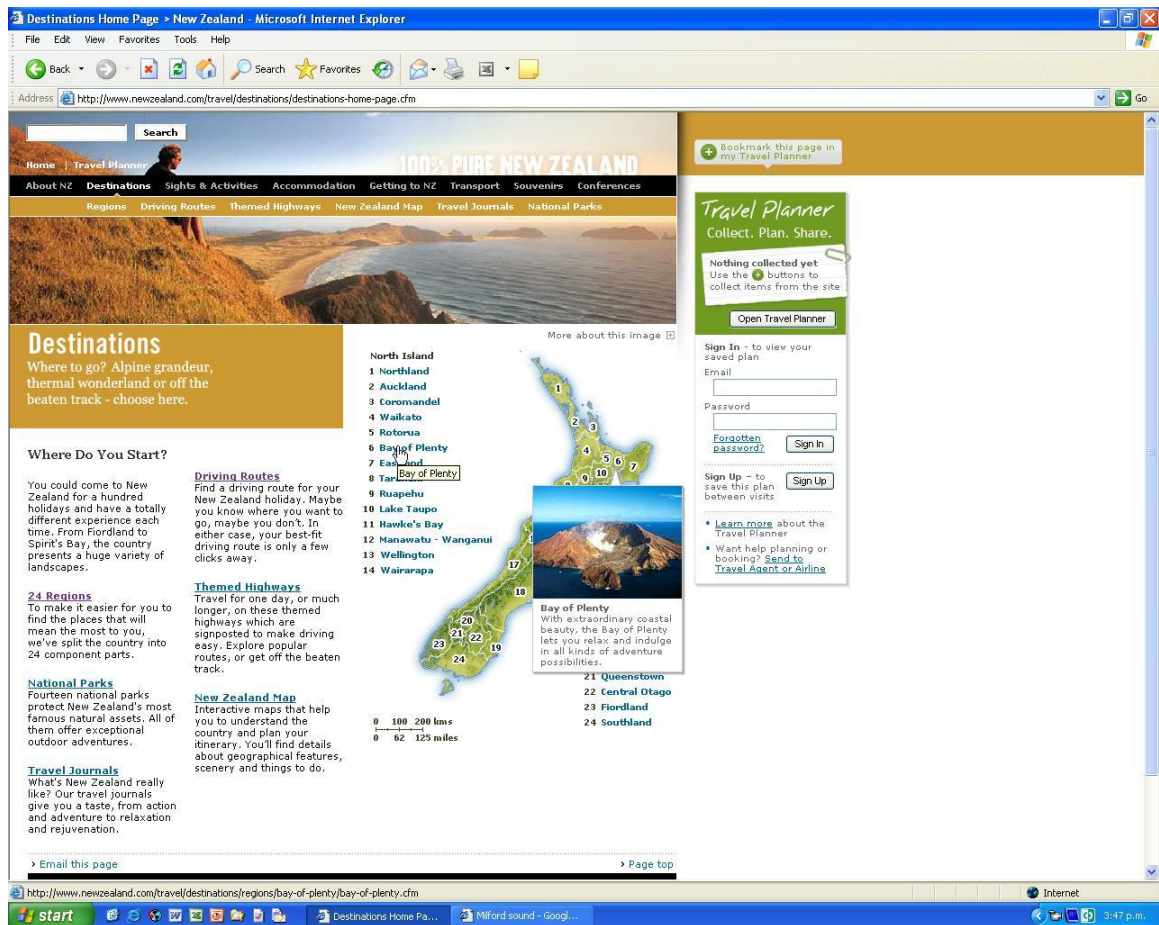 Destinations Home Page > New Zealand - Microsoft Internet Explorer
File Edit View Favorites Tools Help
Back Search Favorites
Address http://www.newzealand.com/travel/destinations/destinations-home-page.cfm Go
Search
Home | Travel Planner
100% PURE NEW ZEALAND
About NZ Destinations Sights & Activities Accommodation Getting to NZ Transport Souvenirs Conferences
Regions Driving Routes Themed Highways New Zealand Map Travel Journals National Parks
More about this image
Destinations
Where to go? Alpine grandeur,
thermal wonderland or off the
beaten track - choose here.
Where Do You Start?
You could come to New
Zealand for a hundred
holidays and have a totally
different experience each
time. From Fiordland to
Spirit's Bay, the country
presents a huge variety of
landscapes.
24 Regions
To make it easier for you to
find the places that will
mean the most to you,
we've split the country into
24 component parts.
National Parks
Fourteen national parks
protect New Zealand's most
famous natural assets. All of
them offer exceptional
outdoor adventures.
Travel Journals
What's New Zealand really
like? Our travel journals
give you a taste, from action
and adventure to relaxation
and rejuvenation.
Driving Routes
Find a driving route for your
New Zealand holiday. Maybe
you know where you want to
go, maybe you don't. In
either case, your best-fit
driving route is only a few
clicks away.
Themed Highways
Travel for one day, or much
longer, on these themed
highways which are
signposted to make driving
easy. Explore popular
routes, or get off the beaten
track.
New Zealand Map
Interactive maps that help
you to understand the
country and plan your
itinerary. You'll find details
about geographical features,
scenery and things to do.
North Island
1 Northland
2 Auckland
3 Coromandel
4 Waikato
5 Rotorua
6 Bay of Plenty
7
Bay of Plenty
8
9 Ruapehu
10 Lake Taupo
11 Hawke's Bay
12 Manawatu - Wanganui
13 Wellington
14 Wairarapa
1
2 3
4 5 6 7
9 10
17
18
20
21 22
23 19
24
Bay of Plenty
With extraordinary coastal
beauty, the Bay of Plenty
lets you relax and indulge
in all kinds of adventure
possibilities.
21 Queenstown
22 Central Otago
23 Fiordland
24 Southland
0 100 200 kms
0 62 125 miles
Bookmark this page in
my Travel Planner
Travel Planner
Collect. Plan. Share.
Nothing collected yet
Use the + buttons to
collect items from the site
Open Travel Planner
Sign In - to view your
saved plan
Email
Password
Forgotten
password?
Sign In
Sign Up - to
save this plan
between visits
Sign Up
• Learn more about the
Travel Planner
• Want help planning or
booking? Send to
Travel Agent or Airline
› Email this page
› Page top
http://www.newzealand.com/travel/destinations/regions/bay-of-plenty/bay-of-plenty.cfm Internet
start Destinations Home Pa... Milford sound - Googl... 3:47 p.m.